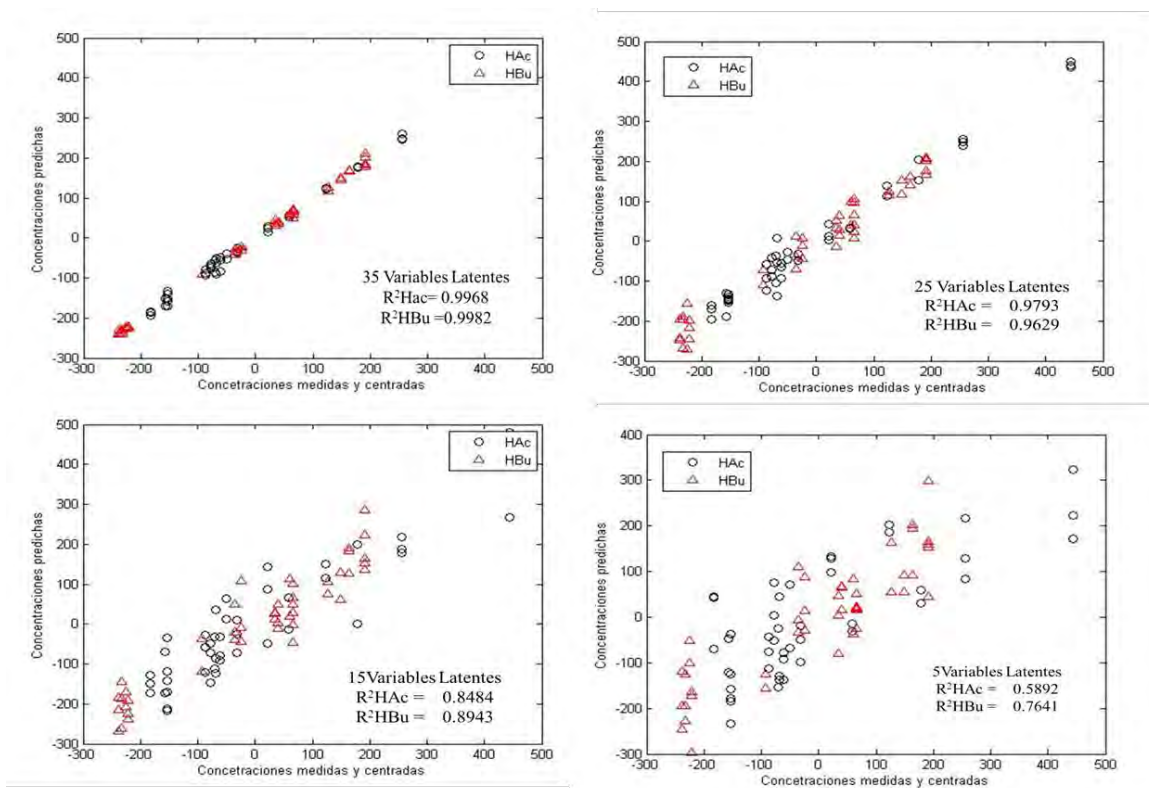 500
400
300
200
100
0
-100
-200
-300
-300 -200 -100 0 100 200 300 400 500
Concentraciones predichas
Concetraciones medidas y centradas
HAc
HBu
35 Variables Latentes
R²Hac= 0.9968
R²HBu =0.9982
500
400
300
200
100
0
-100
-200
-300
-300 -200 -100 0 100 200 300 400 500
Concentraciones predichas
Concetraciones medidas y centradas
HAc
HBu
25 Variables Latentes
R²HAc = 0.9793
R²HBu = 0.9629
500
400
300
200
100
0
-100
-200
-300
-300 -200 -100 0 100 200 300 400 500
Concentraciones predichas
Concetraciones medidas y centradas
HAc
HBu
15Variables Latentes
R²HAc = 0.8484
R²HBu = 0.8943
400
300
200
100
0
-100
-200
-300
-300 -200 -100 0 100 200 300 400 500
Concentraciones predichas
Concetraciones medidas y centradas
HAc
HBu
5Variables Latentes
R²HAc = 0.5892
R²HBu = 0.7641